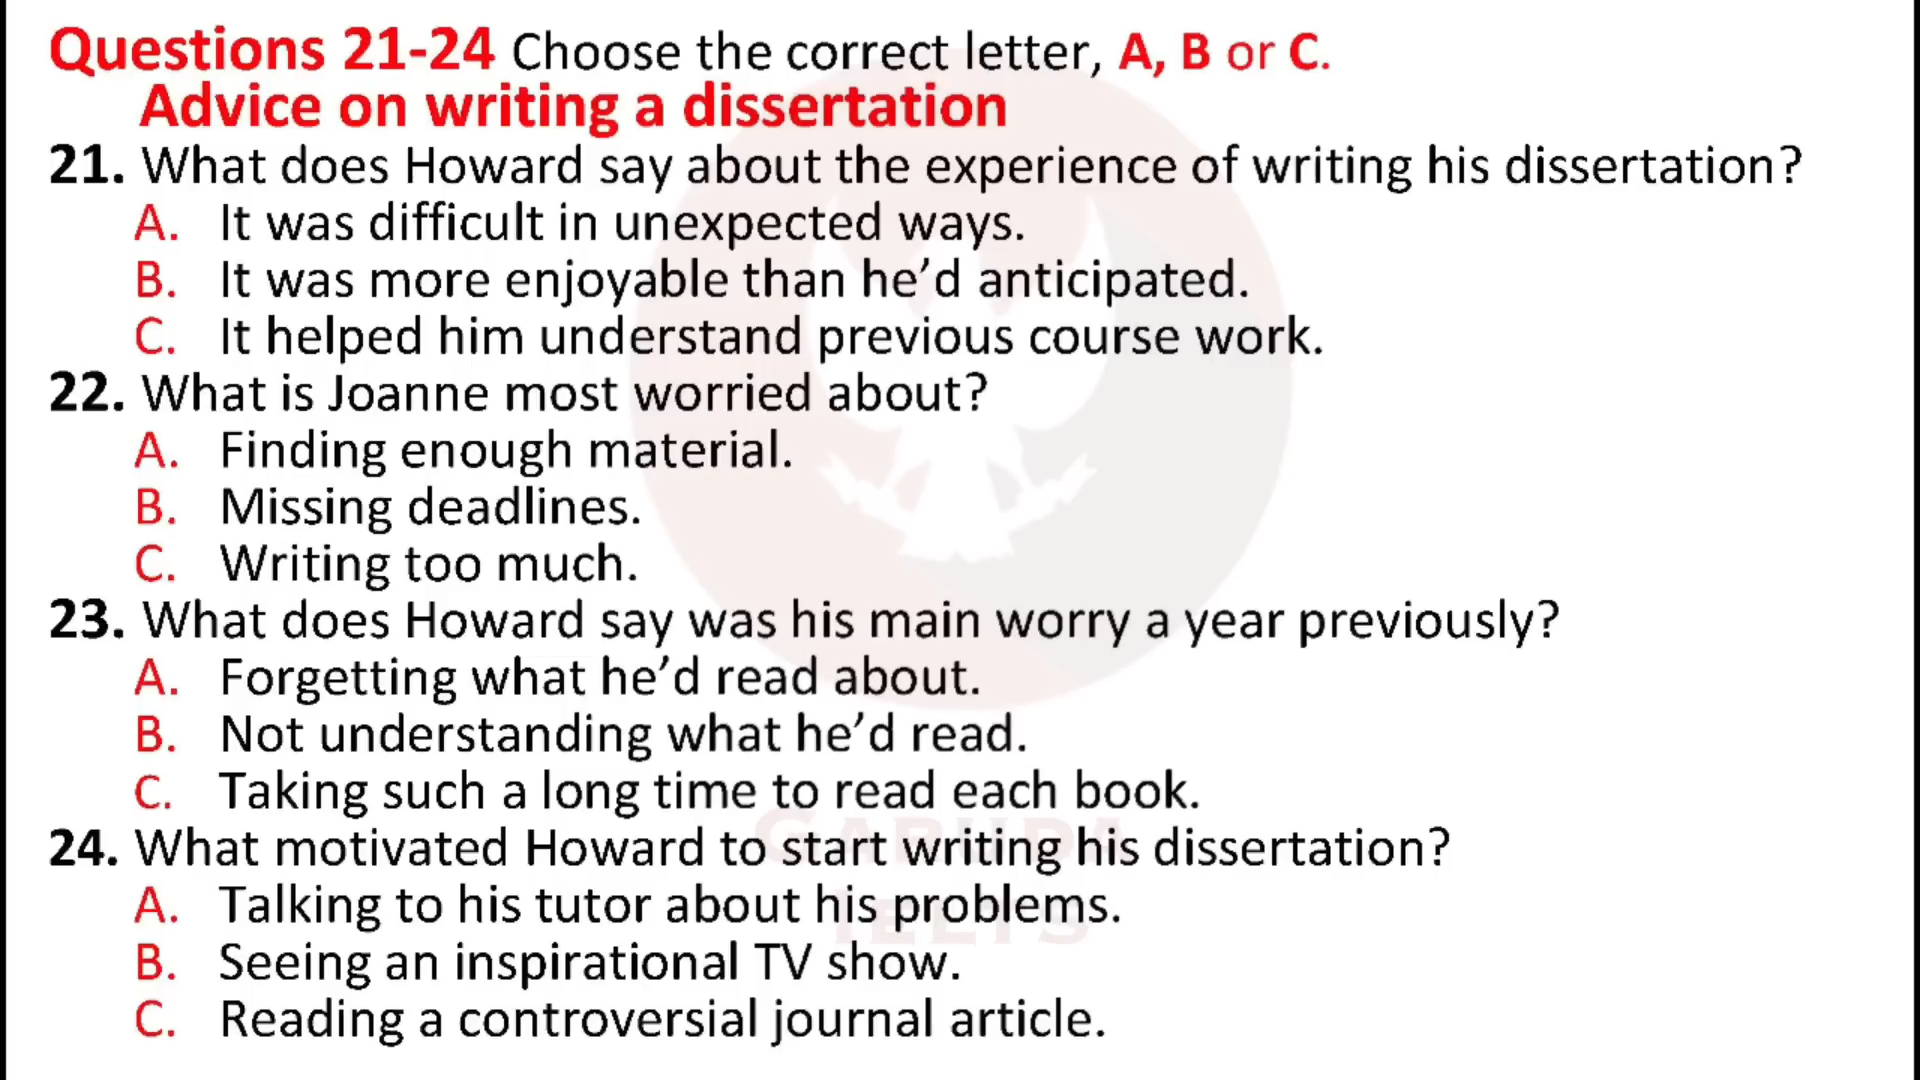 Questions 21-24 Choose the correct letter, A, B or C.
Advice on writing a dissertation
21. What does Howard say about the experience of writing his dissertation?
A. It was difficult in unexpected ways.
B. It was more enjoyable than he’d anticipated.
C. It helped him understand previous course work.
22. What is Joanne most worried about?
A. Finding enough material.
B. Missing deadlines.
C. Writing too much.
23. What does Howard say was his main worry a year previously?
A. Forgetting what he’d read about.
B. Not understanding what he’d read.
C. Taking such a long time to read each book.
GARUDA
24. What motivated Howard to start writing his dissertation?
A. Talking to his tutor about his problems.
IELTS
B. Seeing an inspirational TV show.
C. Reading a controversial journal article.